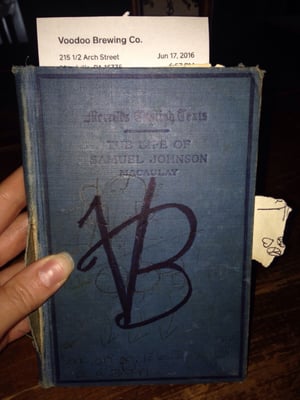 Voodoo Brewing Co.
215 1/2 Arch Street Jun 17, 2016
PA
Merrill's English Texts
THE LIFE OF
SAMUEL JOHNSON
MACAULAY
VB